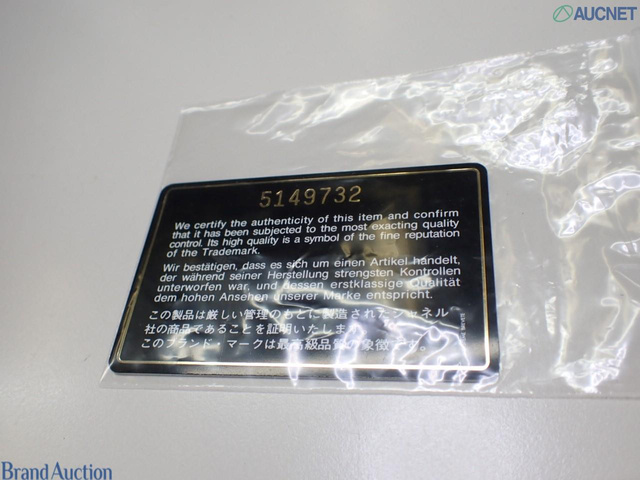 AUCNET
5149732
We certify the authenticity of this item and confirm
that it has been subjected to the most exacting quality
control. Its high quality is a symbol of the fine reputation
of the Trademark.
Wir bestätigen, dass es sich um einen Artikel handelt,
der während seiner Herstellung strengsten Kontrollen
unterworfen war, und dessen erstklassige Qualität
dem hohen Ansehen unserer Marke entspricht.
この製品は厳しい管理のもとに製造されたシャネル
社の商品であることを証明いたします。
このブランド・マークは最高級品質の象徴です。
Brand Auction